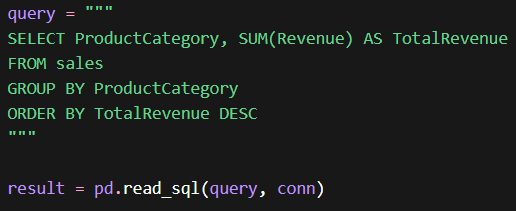 query = """
SELECT ProductCategory, SUM(Revenue) AS TotalRevenue
FROM sales
GROUP BY ProductCategory
ORDER BY TotalRevenue DESC
"""
result = pd.read_sql(query, conn)